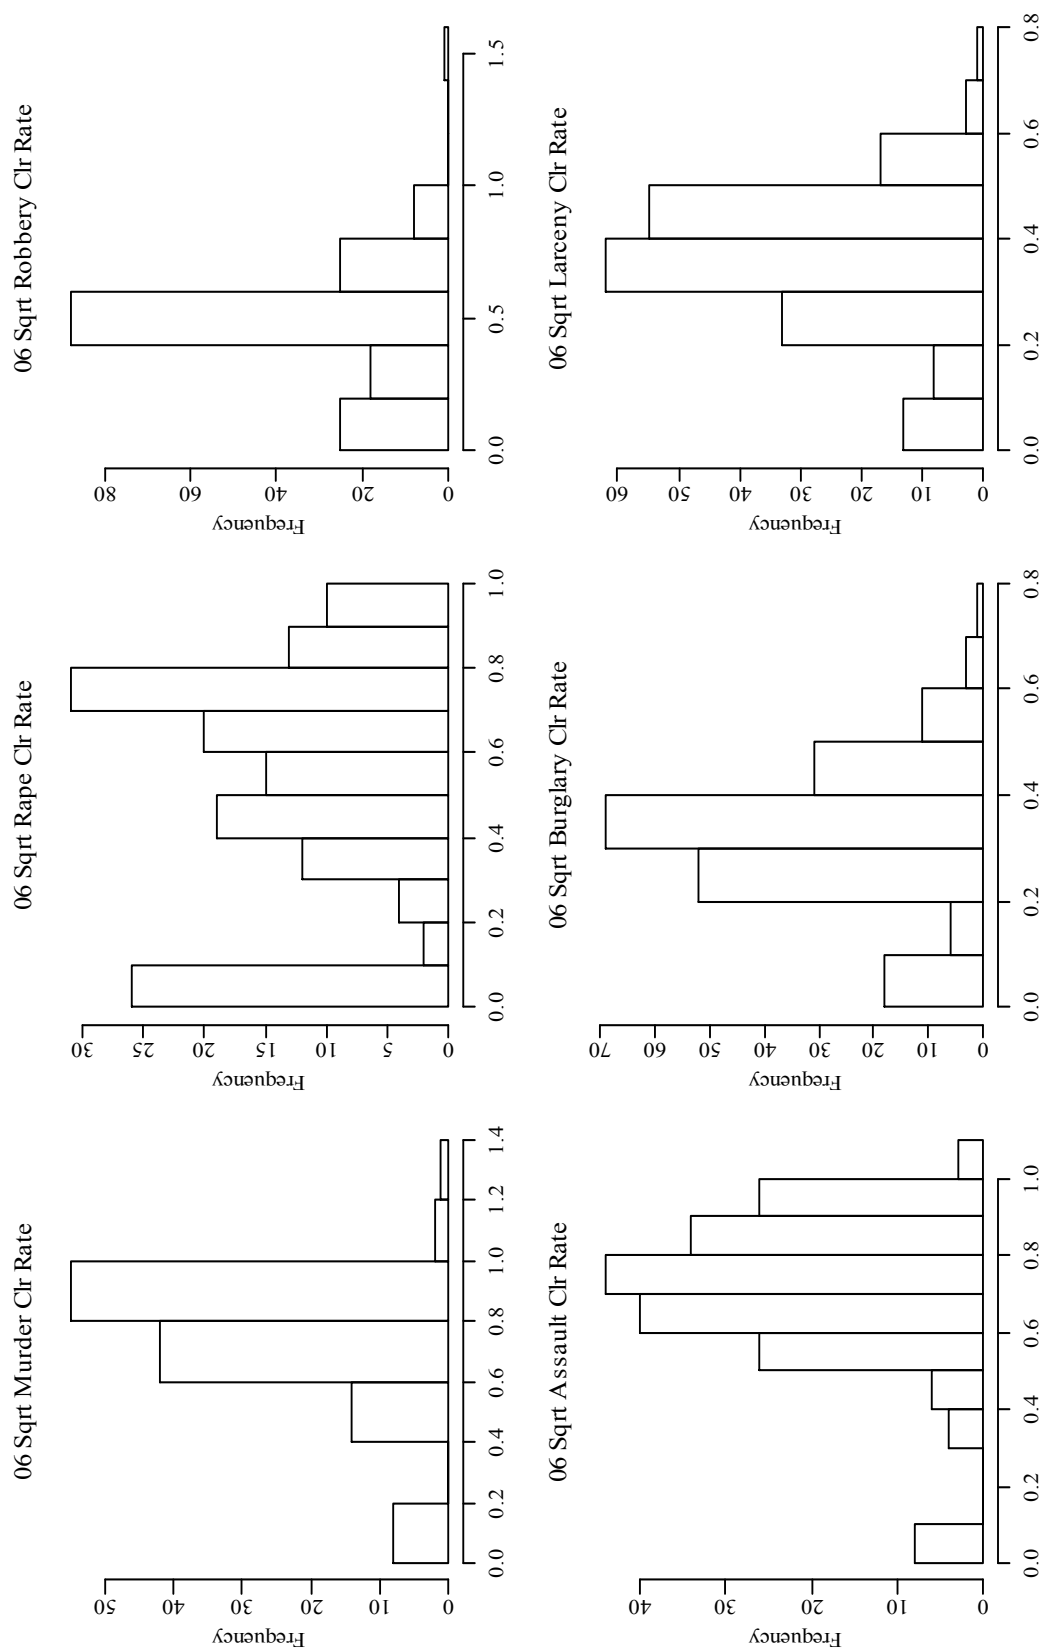 06 Sqrt Murder Clr Rate
Frequency
0 10 20 30 40 50
0.0 0.2 0.4 0.6 0.8 1.0 1.2 1.4
06 Sqrt Rape Clr Rate
Frequency
0 5 10 15 20 25 30
0.0 0.2 0.4 0.6 0.8 1.0
06 Sqrt Robbery Clr Rate
Frequency
0 20 40 60 80
0.0 0.5 1.0 1.5
06 Sqrt Assault Clr Rate
Frequency
0 10 20 30 40
0.0 0.2 0.4 0.6 0.8 1.0
06 Sqrt Burglary Clr Rate
Frequency
0 10 20 30 40 50 60 70
0.0 0.2 0.4 0.6 0.8
06 Sqrt Larceny Clr Rate
Frequency
0 10 20 30 40 50 60
0.0 0.2 0.4 0.6 0.8